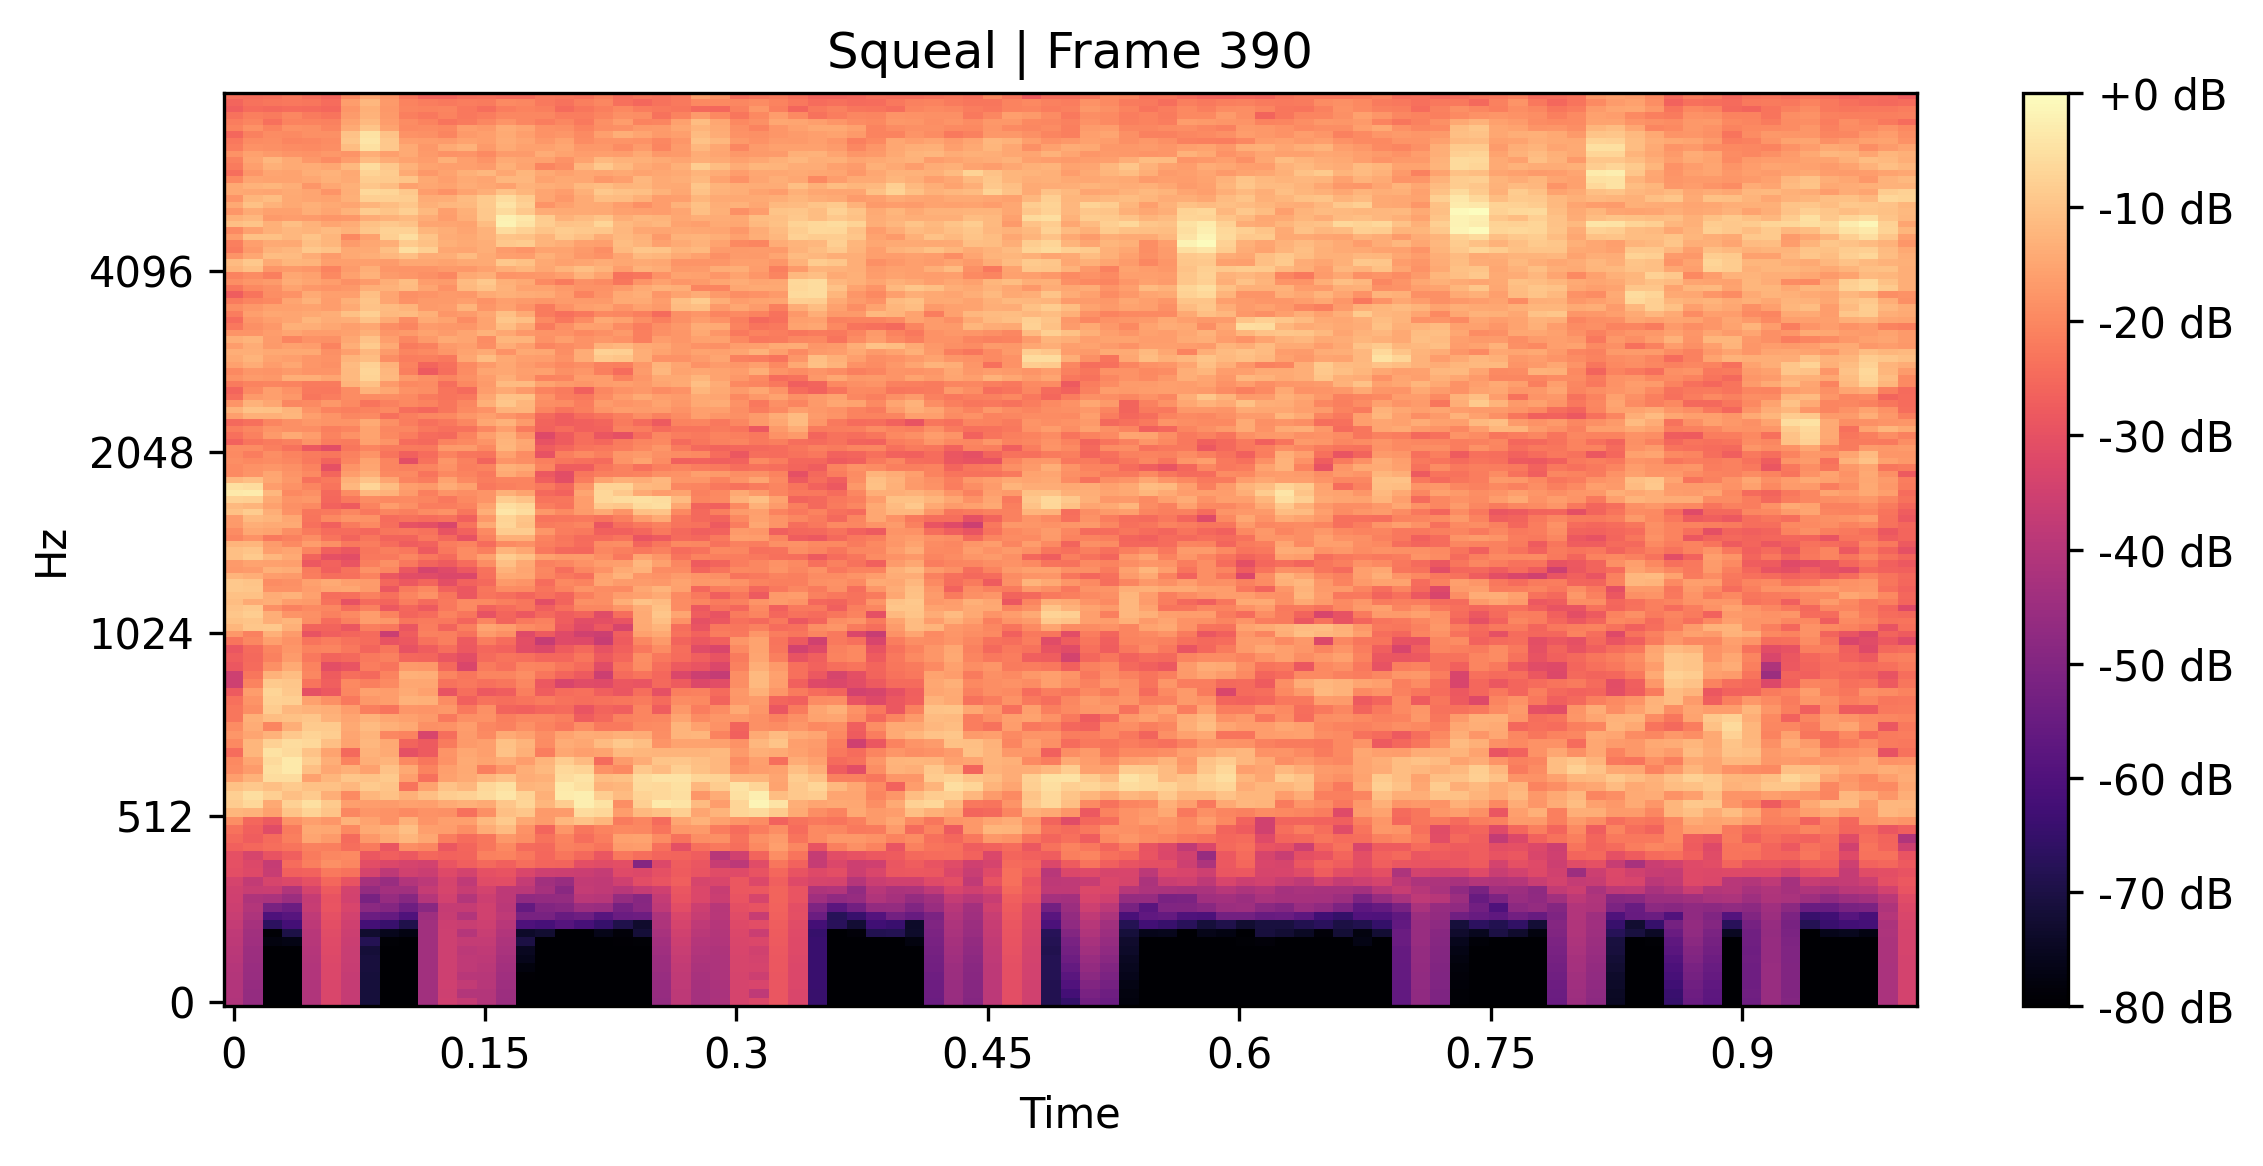 Squeal | Frame 390
Hz
4096
2048
1024
512
0
0 0.15 0.3 0.45 0.6 0.75 0.9
Time
+0 dB
-10 dB
-20 dB
-30 dB
-40 dB
-50 dB
-60 dB
-70 dB
-80 dB